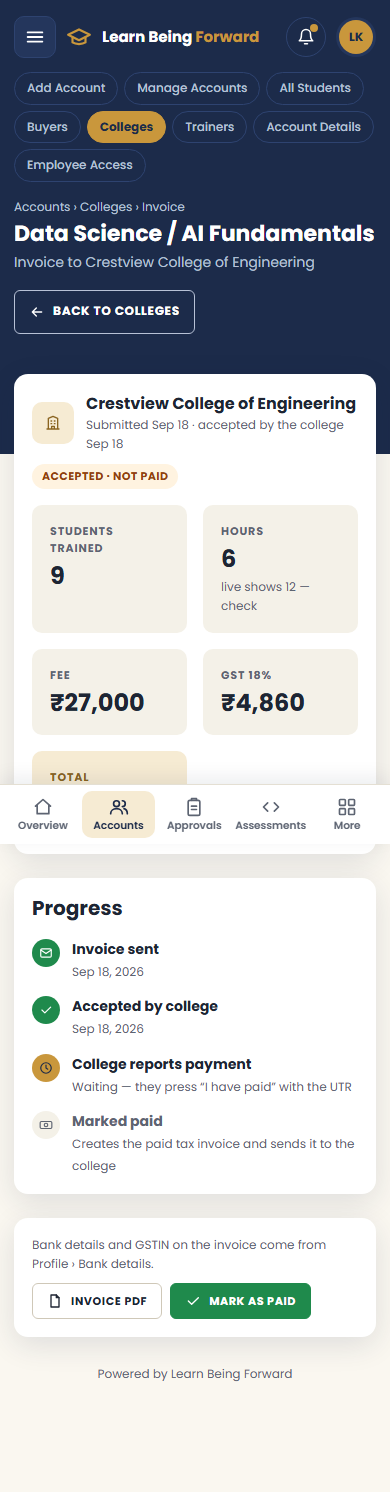 Learn Being Forward
LK
Add Account
Manage Accounts
All Students
Buyers
Colleges
Trainers
Account Details
Employee Access
Accounts › Colleges › Invoice
Data Science / AI Fundamentals
Invoice to Crestview College of Engineering
← BACK TO COLLEGES
Crestview College of Engineering
Submitted Sep 18 · accepted by the college
Sep 18
ACCEPTED · NOT PAID
STUDENTS
TRAINED
9
HOURS
6
live shows 12 —
check
FEE
₹27,000
GST 18%
₹4,860
TOTAL
Overview
Accounts
Approvals
Assessments
More
Progress
Invoice sent
Sep 18, 2026
Accepted by college
Sep 18, 2026
College reports payment
Waiting — they press “I have paid” with the UTR
Marked paid
Creates the paid tax invoice and sends it to the
college
Bank details and GSTIN on the invoice come from
Profile › Bank details.
INVOICE PDF
MARK AS PAID
Powered by Learn Being Forward